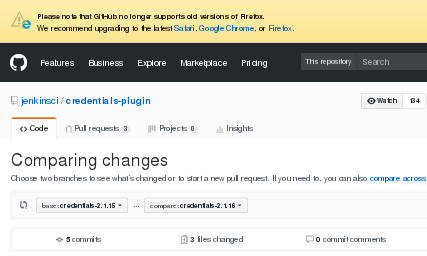 Please note that GitHub no longer supports old versions of Firefox.
We recommend upgrading to the latest Safari, Google Chrome, or Firefox.
Features Business Explore Marketplace Pricing This repository Search
jenkinsci / credentials-plugin Watch 134
Code Pull requests 3 Projects 0 Insights
Comparing changes
Choose two branches to see what's changed or to start a new pull request. If you need to, you can also compare across
base: credentials-2.1.15 ... compare: credentials-2.1.16
5 commits 3 files changed 0 commit comments